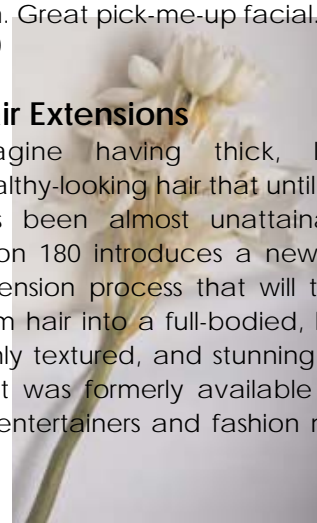 . Great pick-me-up facial.
)
ir Extensions
agine having thick, l
althy-looking hair that until
s been almost unattaina
on 180 introduces a new
ension process that will t
m hair into a full-bodied, l
hly textured, and stunning
t was formerly available
entertainers and fashion